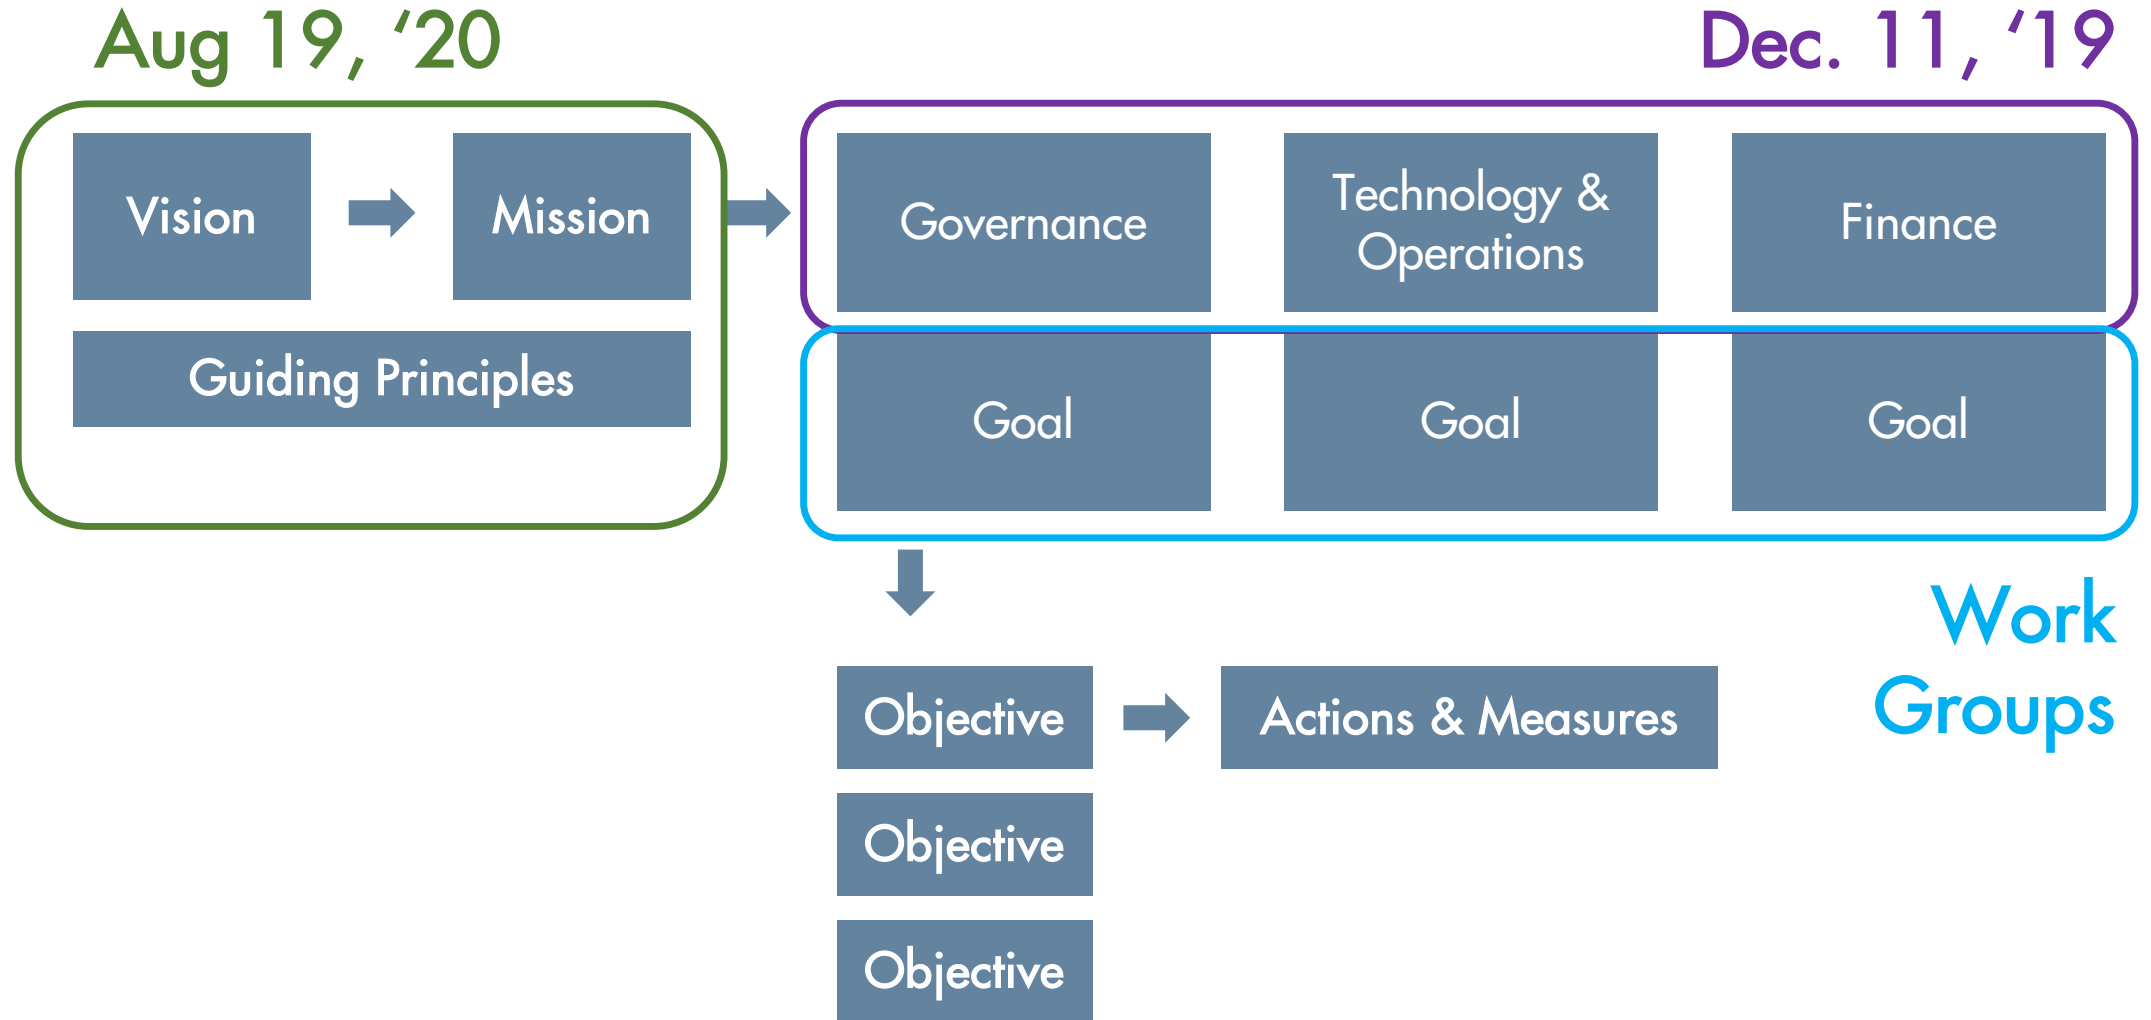 Aug 19, ‘20
Dec. 11, ‘19
Vision
Mission
Guiding Principles
Governance
Technology &
Operations
Finance
Goal
Goal
Goal
Work
Groups
Objective
Actions & Measures
Objective
Objective